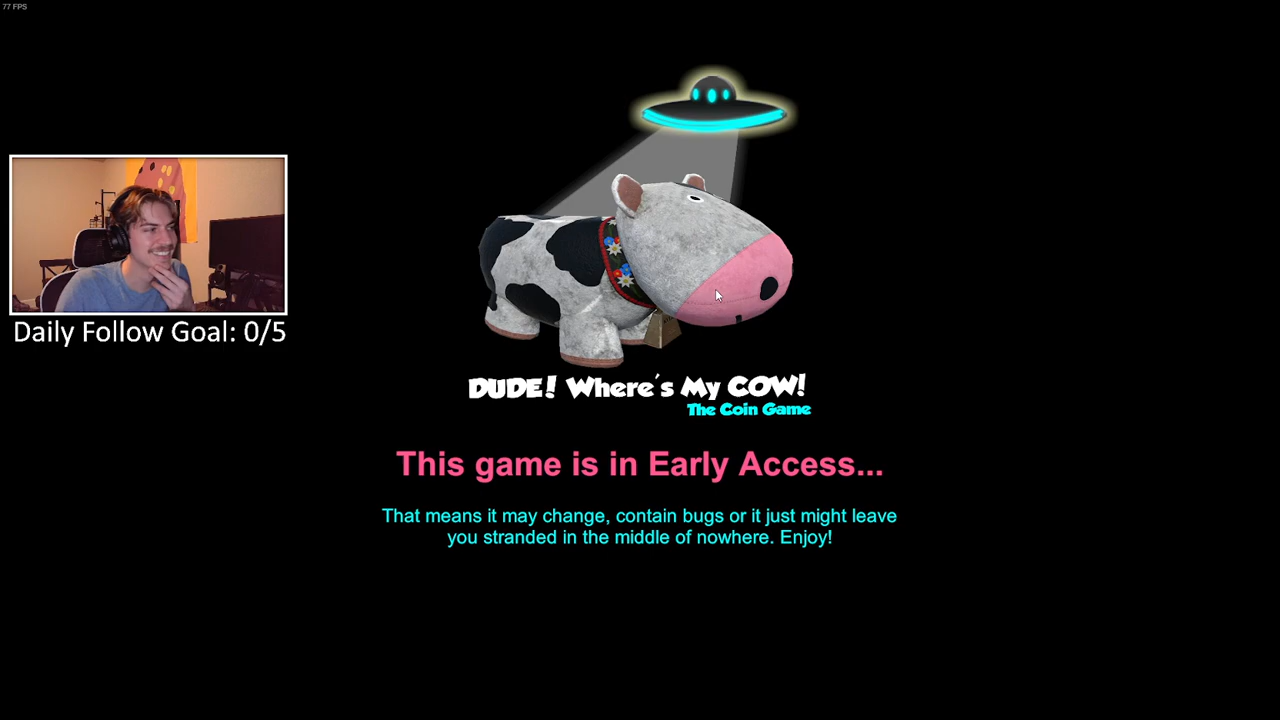 77 FPS
Daily Follow Goal: 0/5
DUDE! Where's My COW!
The Coin Game
This game is in Early Access...
That means it may change, contain bugs or it just might leave
you stranded in the middle of nowhere. Enjoy!